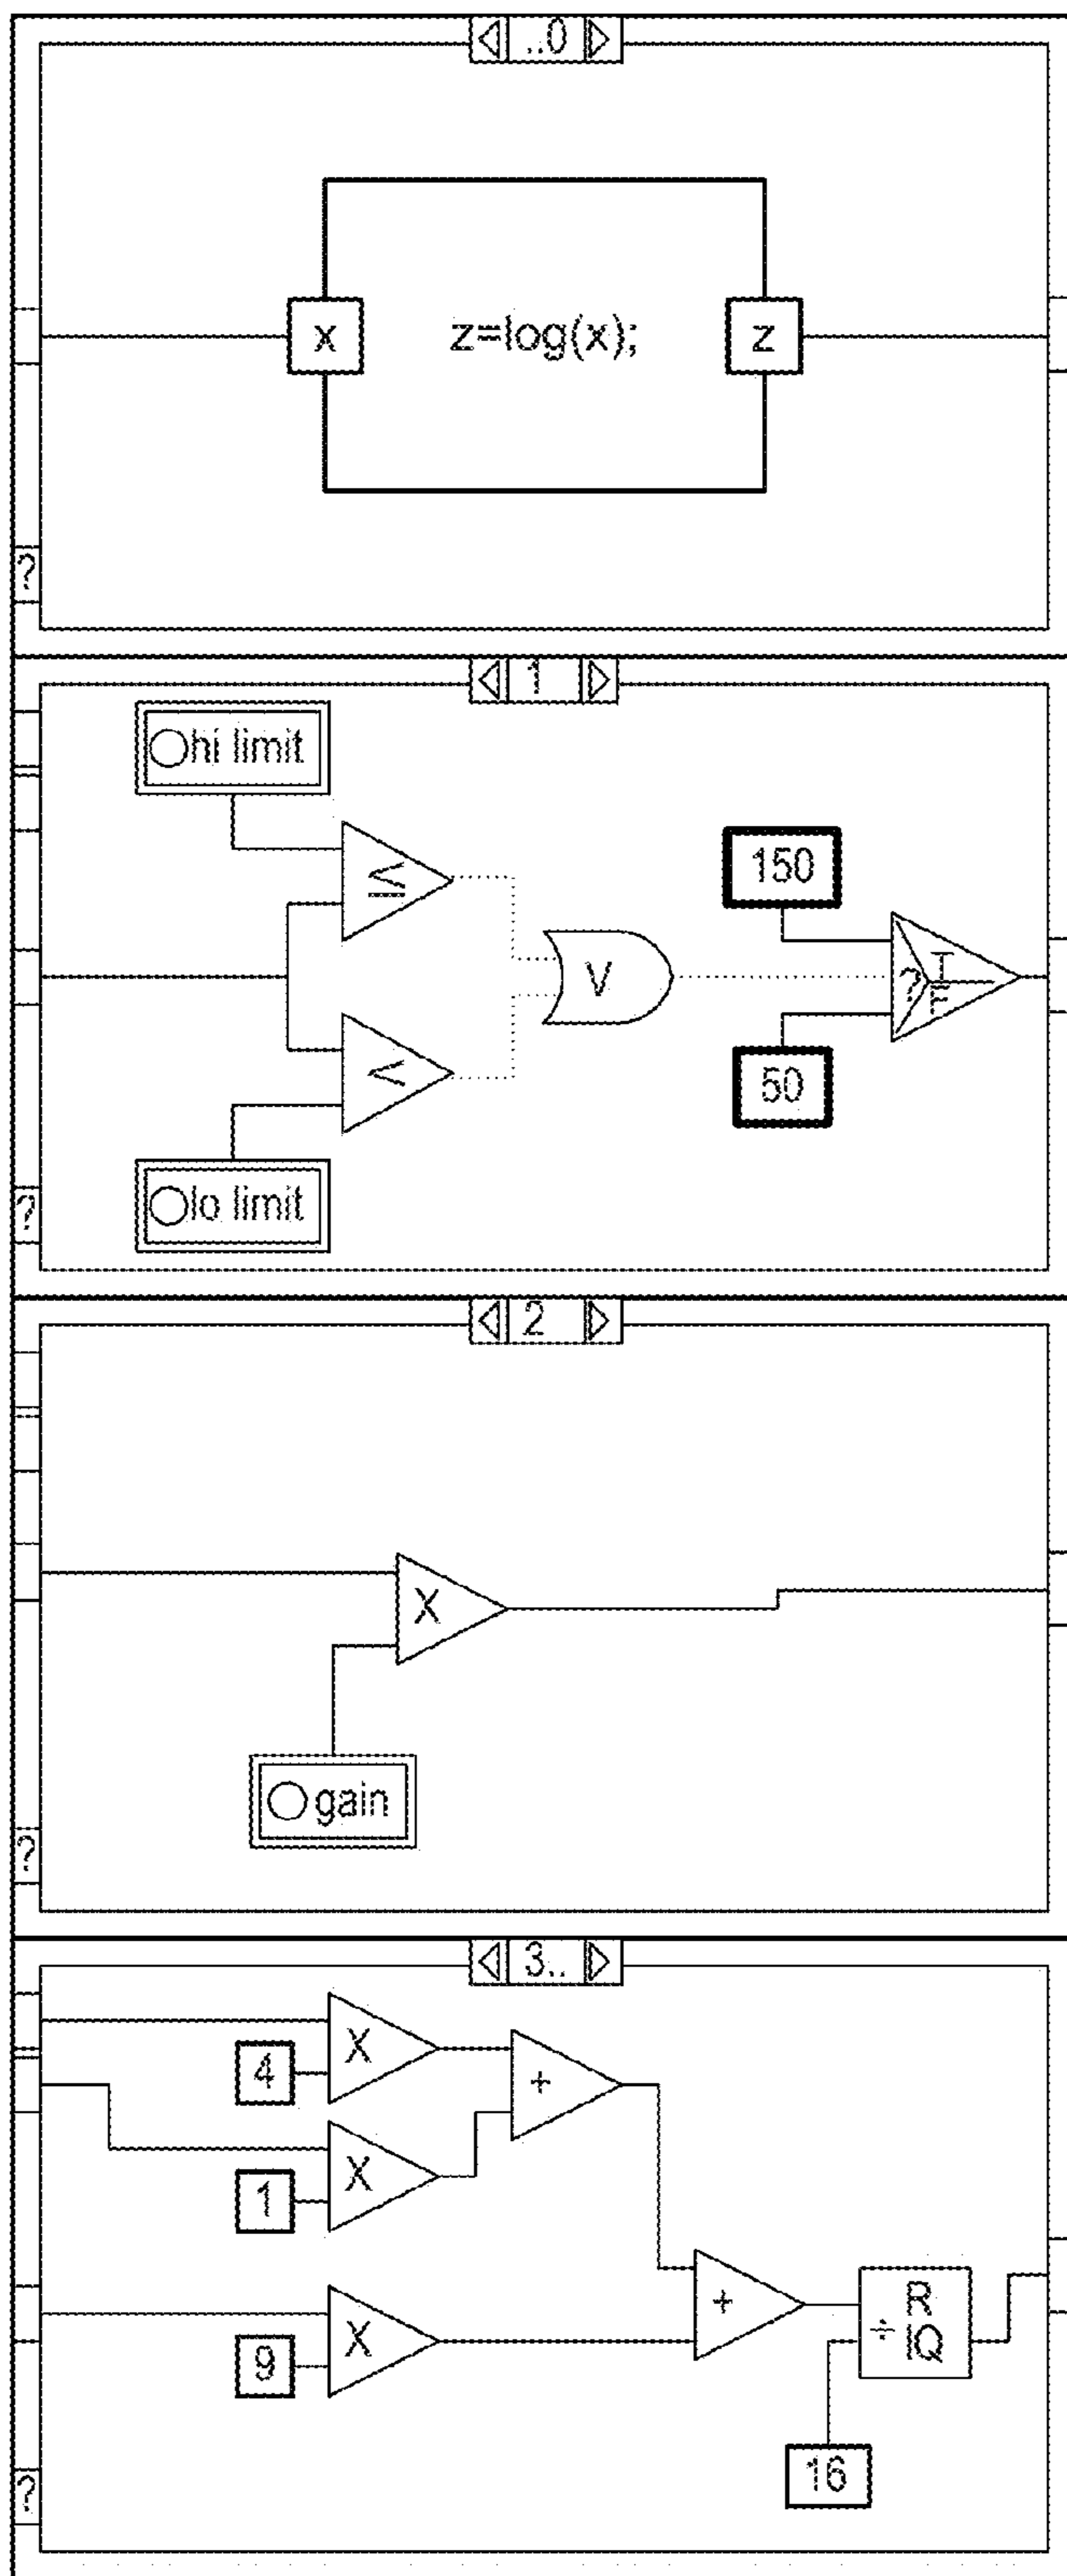 ..0
x
z=log(x);
z
?
1
hi limit
≤
150
V
? T
F
<
50
lo limit
?
2
X
gain
?
3..
X
4
+
X
1
+
R
÷ IQ
X
9
16
?